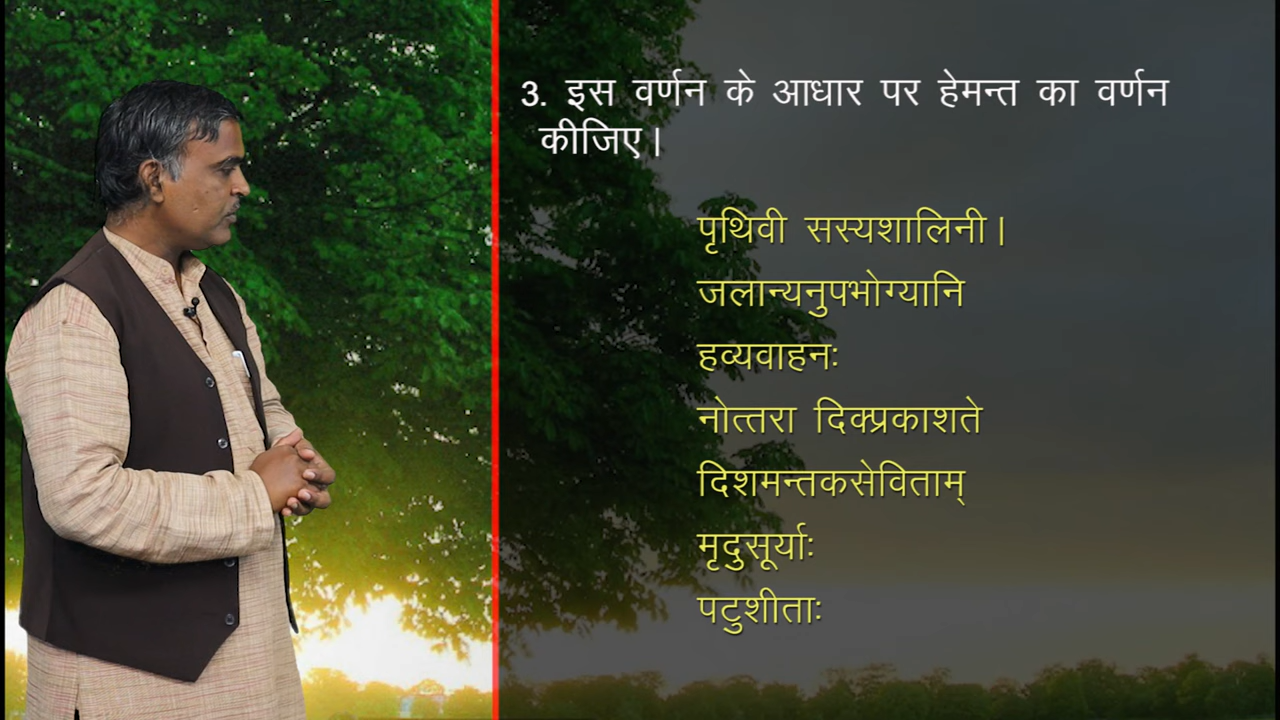 3. इस वर्णन के आधार पर हेमन्त का वर्णन
कीजिए।
पृथिवी सस्यशालिनी।
जलान्यनुपभोग्यानि
हव्यवाहनः
नोत्तरा दिक्प्रकाशते
दिशमन्तकसेविताम्
मृदुसूर्याः
पटुशीताः